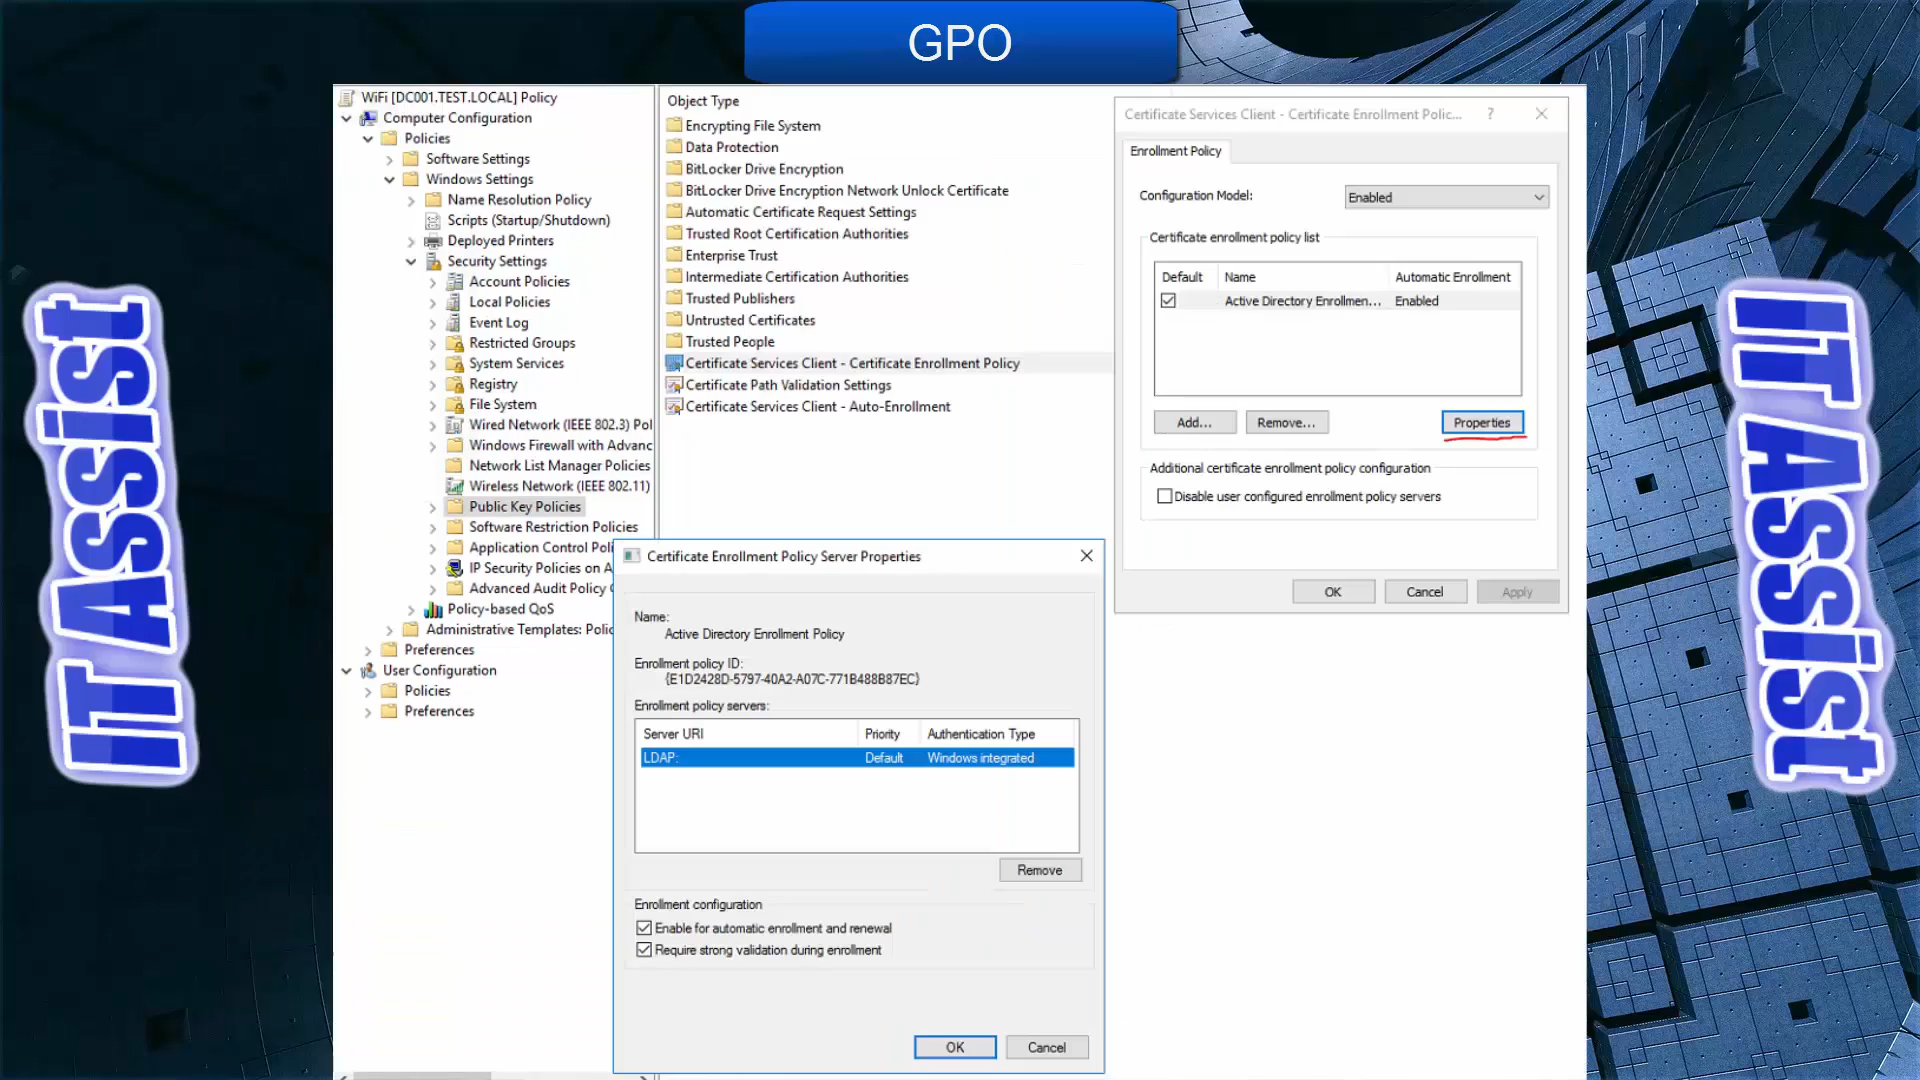 GPO
IT Assist
WiFi [DC001.TEST.LOCAL] Policy
Computer Configuration
Policies
Software Settings
Windows Settings
Name Resolution Policy
Scripts (Startup/Shutdown)
Deployed Printers
Security Settings
Account Policies
Local Policies
Event Log
Restricted Groups
System Services
Registry
File System
Wired Network (IEEE 802.3) Pol
Windows Firewall with Advanc
Network List Manager Policies
Wireless Network (IEEE 802.11)
Public Key Policies
Software Restriction Policies
Application Control Poli
IP Security Policies on A
Advanced Audit Policy C
Policy-based QoS
Administrative Templates: Polic
Preferences
User Configuration
Policies
Preferences
Object Type
Encrypting File System
Data Protection
BitLocker Drive Encryption
BitLocker Drive Encryption Network Unlock Certificate
Automatic Certificate Request Settings
Trusted Root Certification Authorities
Enterprise Trust
Intermediate Certification Authorities
Trusted Publishers
Untrusted Certificates
Trusted People
Certificate Services Client - Certificate Enrollment Policy
Certificate Path Validation Settings
Certificate Services Client - Auto-Enrollment
Certificate Services Client - Certificate Enrollment Polic... ?
Enrollment Policy
Configuration Model: Enabled
Certificate enrollment policy list
Default Name Automatic Enrollment
Active Directory Enrollmen... Enabled
Add... Remove... Properties
Additional certificate enrollment policy configuration
Disable user configured enrollment policy servers
OK Cancel Apply
Certificate Enrollment Policy Server Properties
Name:
Active Directory Enrollment Policy
Enrollment policy ID:
{E1D2428D-5797-40A2-A07C-771B488B87EC}
Enrollment policy servers:
Server URI Priority Authentication Type
LDAP: Default Windows integrated
Remove
Enrollment configuration
Enable for automatic enrollment and renewal
Require strong validation during enrollment
OK Cancel
IT Assist